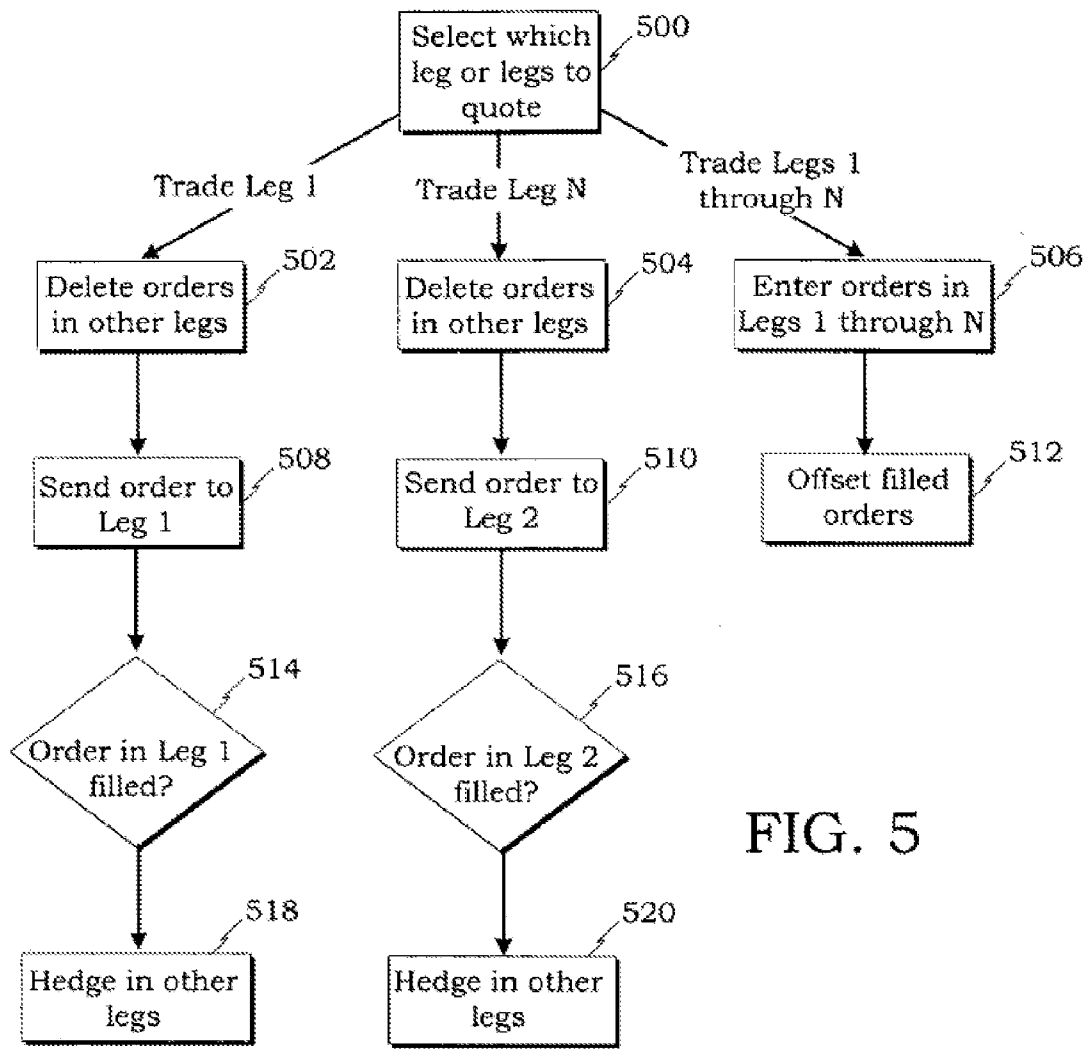 Select which
leg or legs to
quote
500
Trade Leg 1
Trade Leg N
Trade Legs 1
through N
Delete orders
in other legs
502
Delete orders
in other legs
504
Enter orders in
Legs 1 through N
506
Send order to
Leg 1
508
Send order to
Leg 2
510
Offset filled
orders
512
Order in Leg 1
filled?
514
Order in Leg 2
filled?
516
FIG. 5
Hedge in other
legs
518
Hedge in other
legs
520